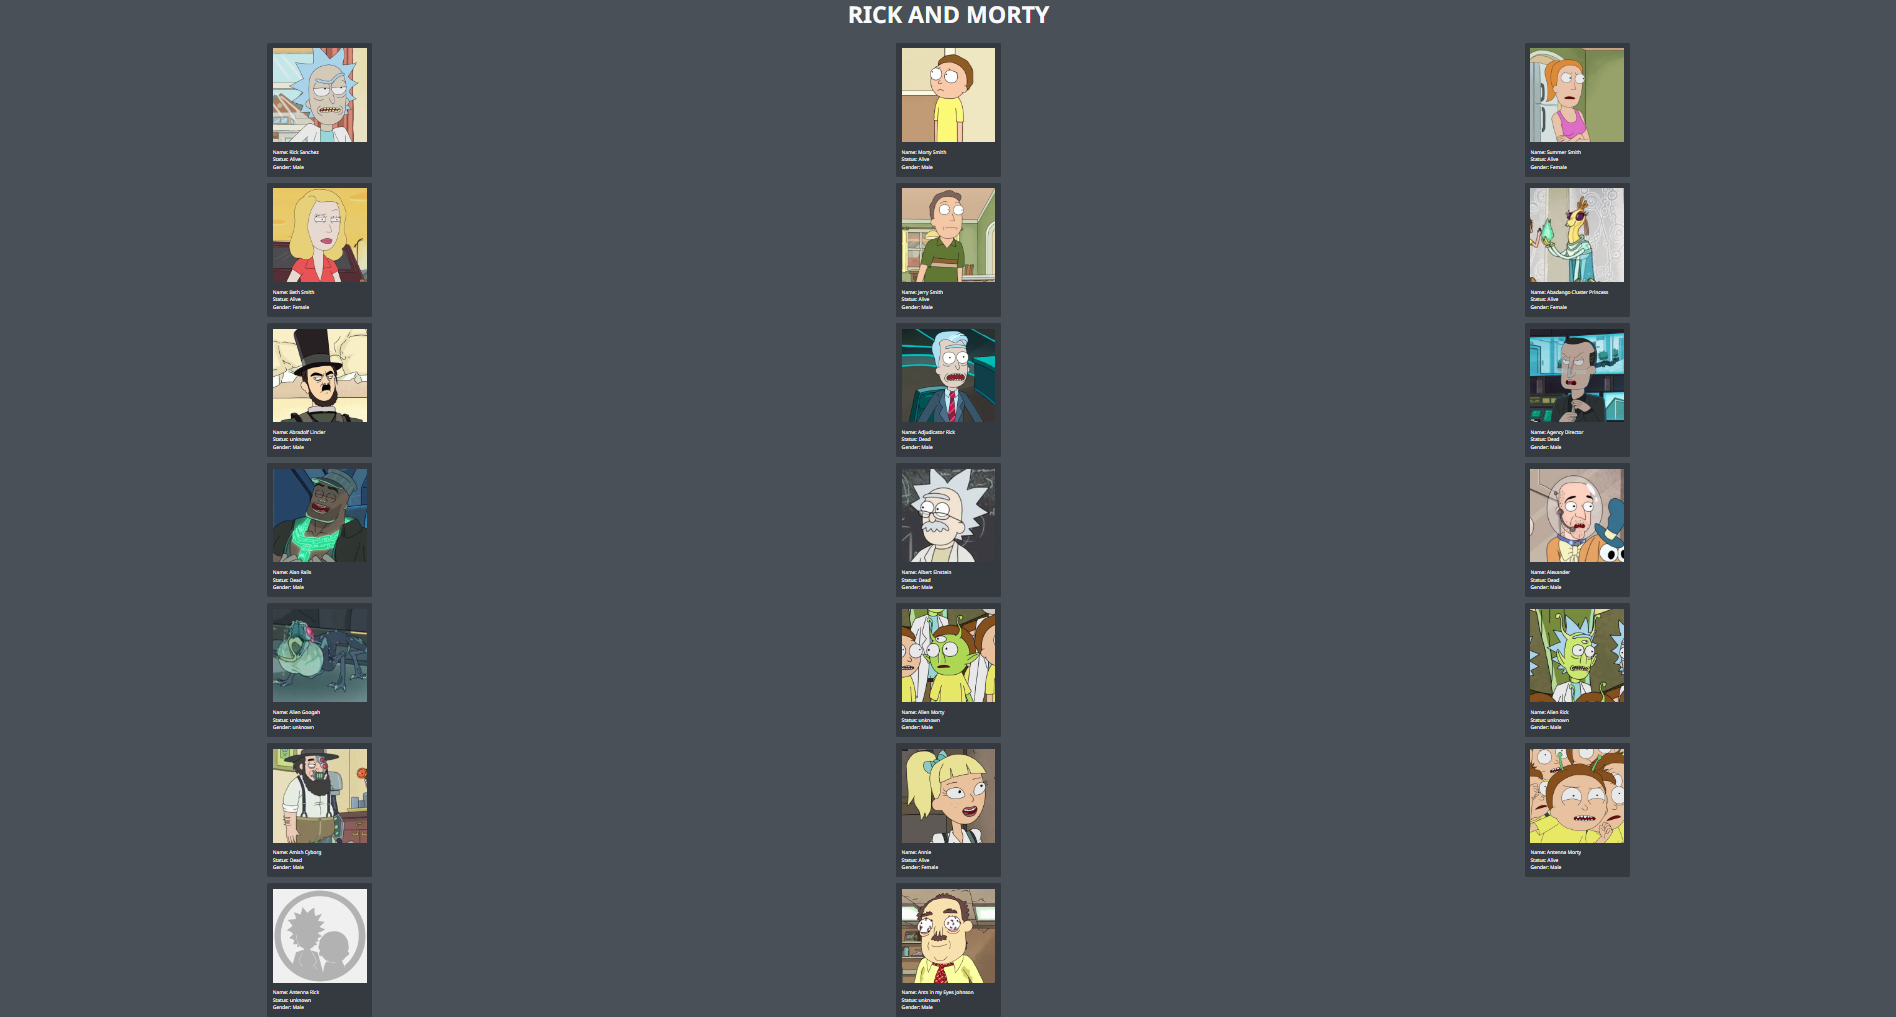 RICK AND MORTY
Name: Rick Sanchez
Status: Alive
Gender: Male
Name: Morty Smith
Status: Alive
Gender: Male
Name: Summer Smith
Status: Alive
Gender: Female
Name: Beth Smith
Status: Alive
Gender: Female
Name: Jerry Smith
Status: Alive
Gender: Male
Name: Abadango Cluster Princess
Status: Alive
Gender: Female
Name: Abradolf Lincler
Status: unknown
Gender: Male
Name: Adjudicator Rick
Status: Dead
Gender: Male
Name: Agency Director
Status: Dead
Gender: Male
Name: Alan Rails
Status: Dead
Gender: Male
Name: Albert Einstein
Status: Dead
Gender: Male
Name: Alexander
Status: Dead
Gender: Male
Name: Alien Googah
Status: unknown
Gender: unknown
Name: Alien Morty
Status: unknown
Gender: Male
Name: Alien Rick
Status: unknown
Gender: Male
Name: Amish Cyborg
Status: Dead
Gender: Male
Name: Annie
Status: Alive
Gender: Female
Name: Antenna Morty
Status: Alive
Gender: Male
Name: Antenna Rick
Status: unknown
Gender: Male
Name: Ants in my Eyes Johnson
Status: unknown
Gender: Male